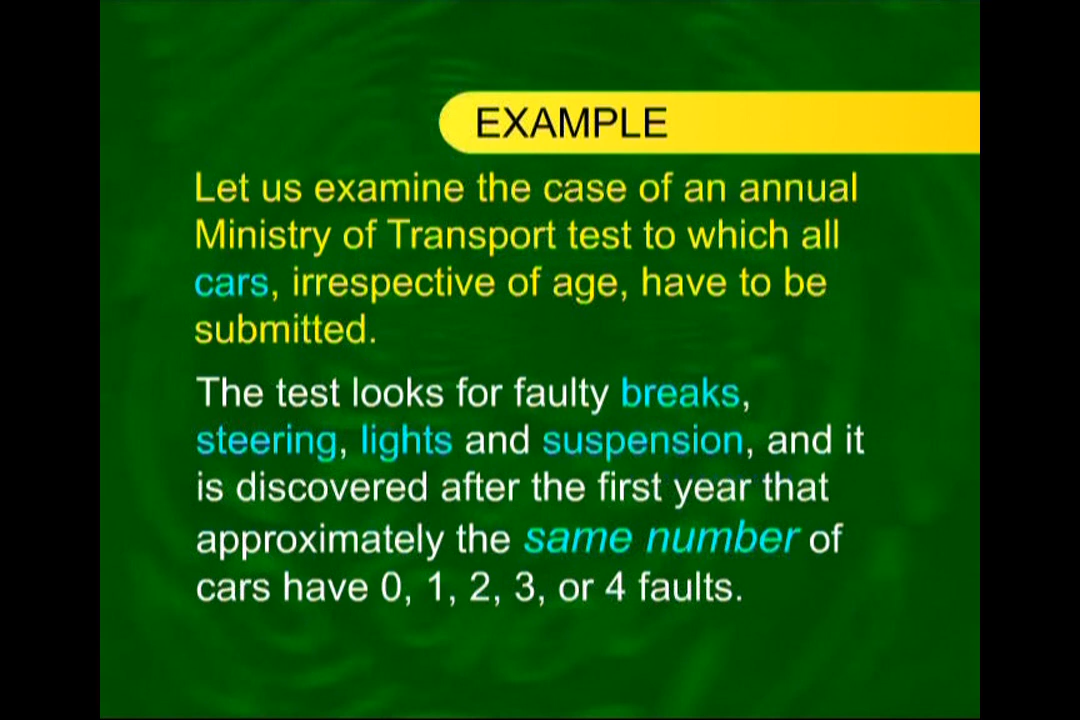 EXAMPLE
Let us examine the case of an annual
Ministry of Transport test to which all
cars, irrespective of age, have to be
submitted.
The test looks for faulty breaks,
steering, lights and suspension, and it
is discovered after the first year that
approximately the same number of
cars have 0, 1, 2, 3, or 4 faults.